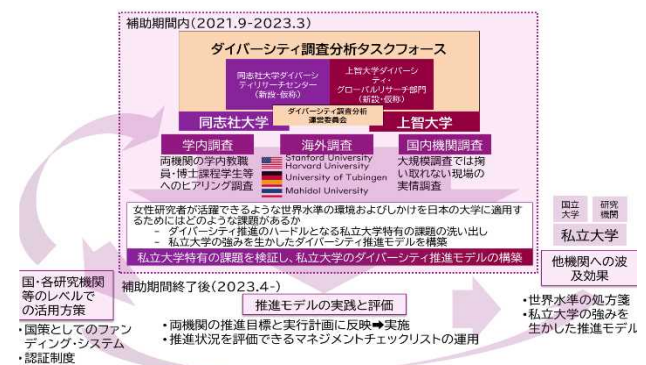 補助期間内(2021.9-2023.3)
ダイバーシティ調査分析タスクフォース
同志社大学ダイバーシ
ティリサーチセンター
(新設・仮称)
上智大学ダイバーシ
ティ・
グローバルリサーチ部門
(新設・仮称)
ダイバーシティ調査分析
運営委員会
同志社大学
上智大学
学内調査
両機関の学内教職
員・博士課程学生等
へのヒアリング調査
海外調査
Stanford University
Harvard University
University of Tubingen
Mahidol University
国内機関調査
大規模調査では掬
い取れない現場の
実情調査
女性研究者が活躍できるような世界水準の環境およびしかけを日本の大学に適用す
るためにはどのような課題があるか
－ ダイバーシティ推進のハードルとなる私立大学特有の課題の洗い出し
－ 私立大学の強みを生かしたダイバーシティ推進モデルを構築
私立大学特有の課題を検証し、私立大学のダイバーシティ推進モデルの構築
国立
大学
研究
機関
私立大学
他機関への波
及効果
・世界水準の処方箋
・私立大学の強みを
生かした推進モデル
国・各研究機関
等のレベルで
の活用方策
・国策としてのファン
ディング・システム
・認証制度
補助期間終了後(2023.4-)
推進モデルの実践と評価
・両機関の推進目標と実行計画に反映➡実施
・推進状況を評価できるマネジメントチェックリストの運用